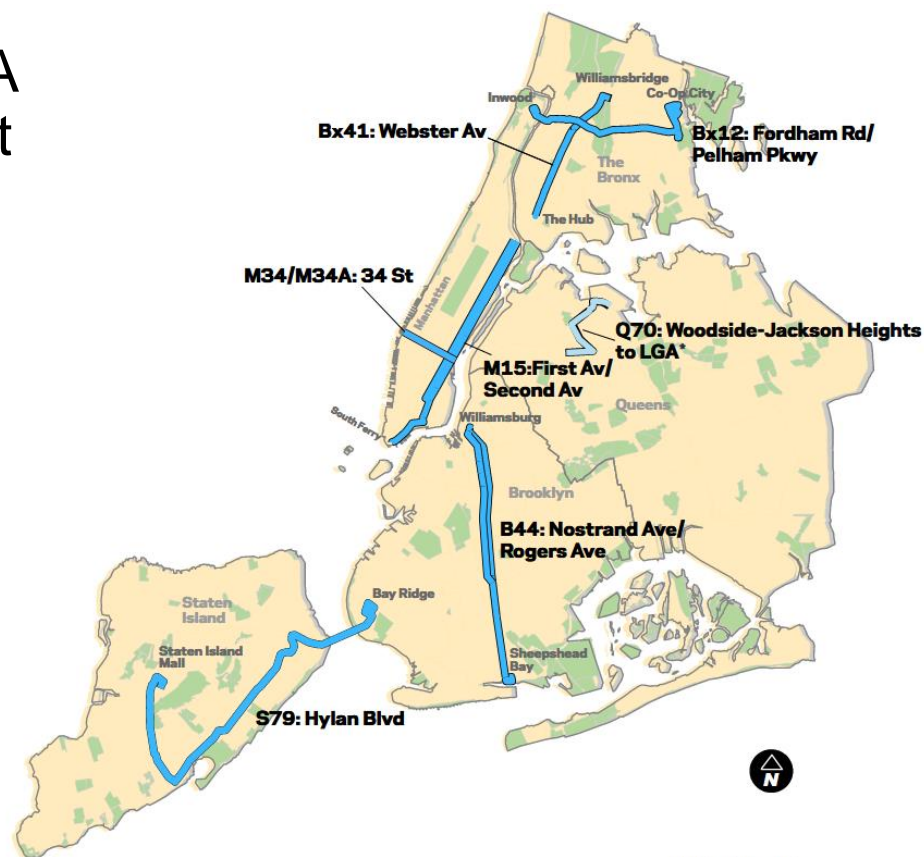 A
t
Williamsbridge
Inwood
Co-Op City
Bx41: Webster Av
Bx12: Fordham Rd/
Pelham Pkwy
The
Bronx
The Hub
M34/M34A: 34 St
Manhattan
Q70: Woodside-Jackson Heights
to LGA*
M15:First Av/
Second Av
Queens
South Ferry
Williamsburg
Brooklyn
B44: Nostrand Ave/
Rogers Ave
Bay Ridge
Staten
Island
Staten Island
Mall
Sheepshead
Bay
S79: Hylan Blvd
N